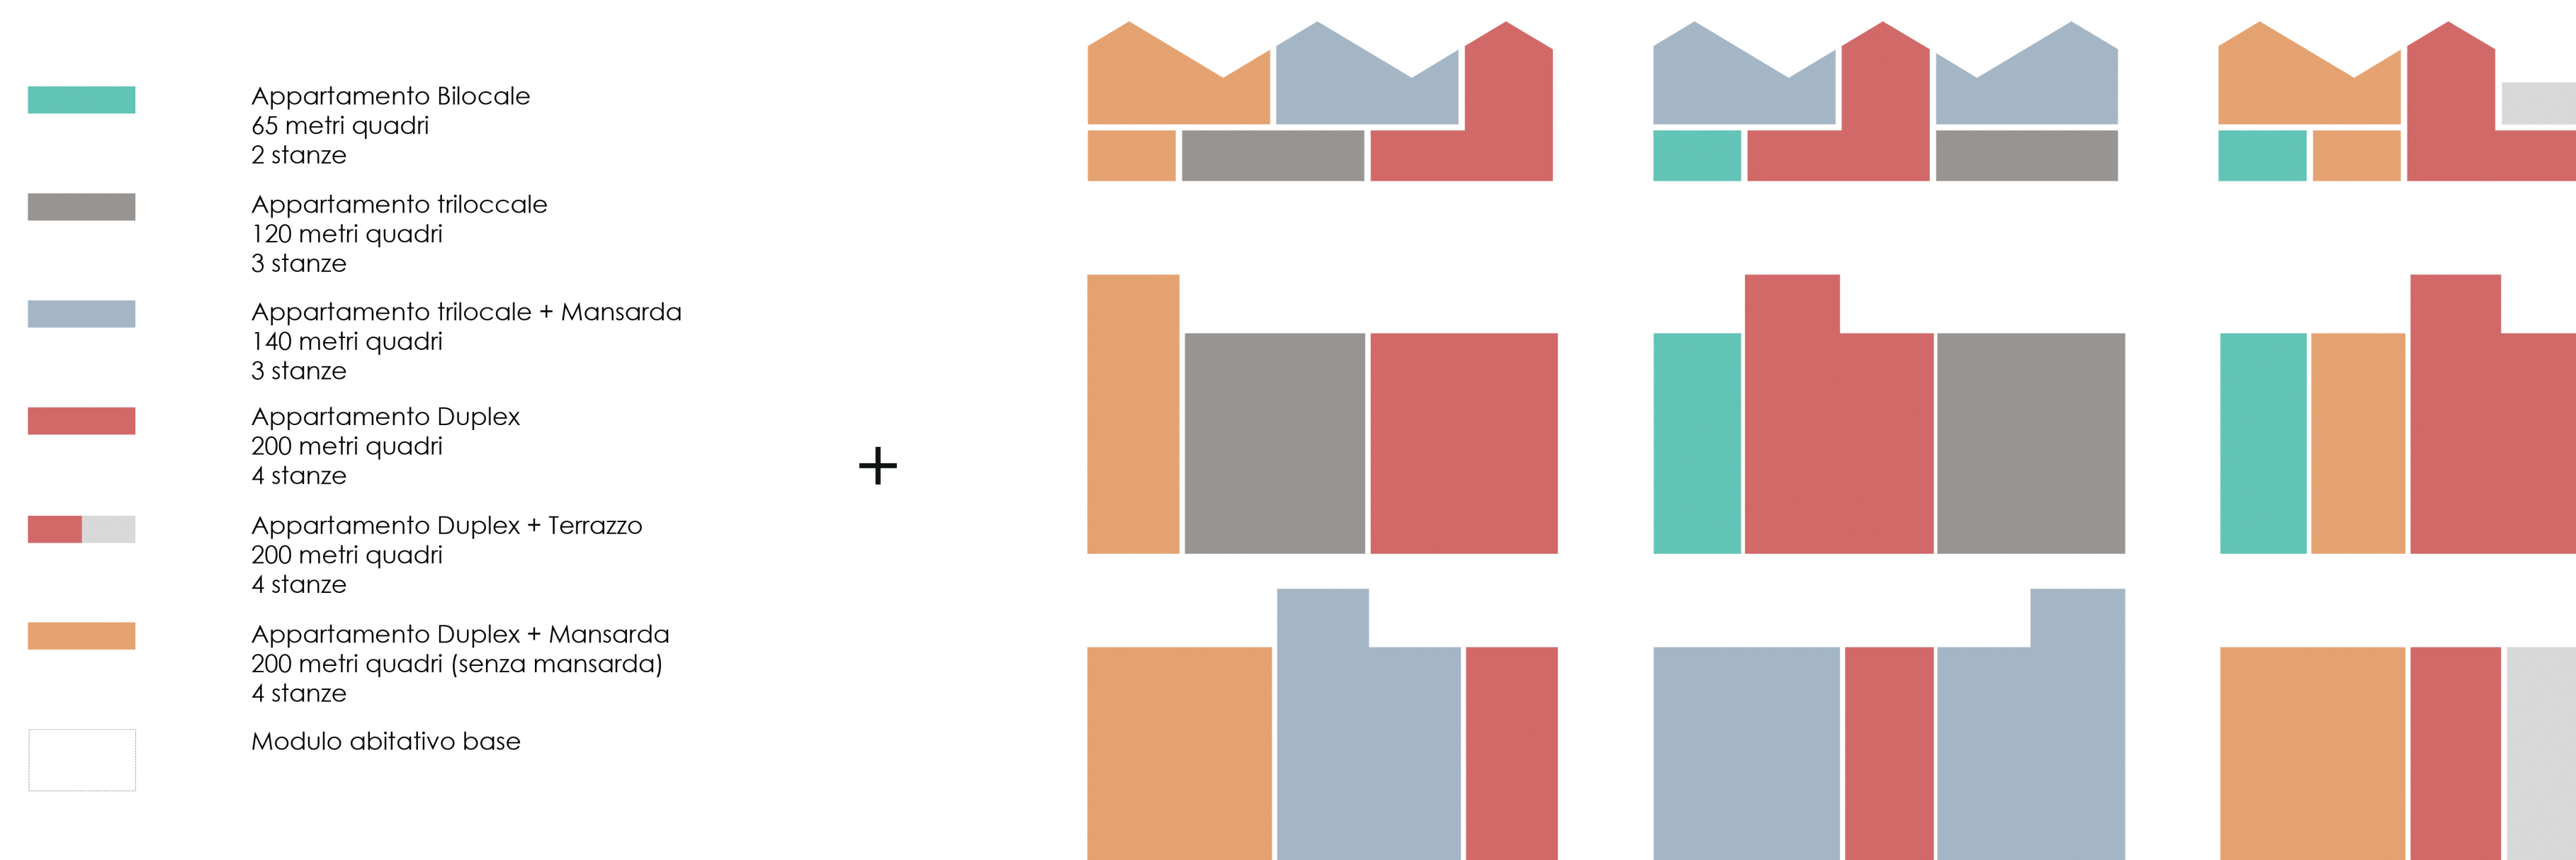 Appartamento Bilocale
65 metri quadri
2 stanze
Appartamento triloccale
120 metri quadri
3 stanze
Appartamento trilocale + Mansarda
140 metri quadri
3 stanze
Appartamento Duplex
200 metri quadri
4 stanze
Appartamento Duplex + Terrazzo
200 metri quadri
4 stanze
Appartamento Duplex + Mansarda
200 metri quadri (senza mansarda)
4 stanze
Modulo abitativo base
+